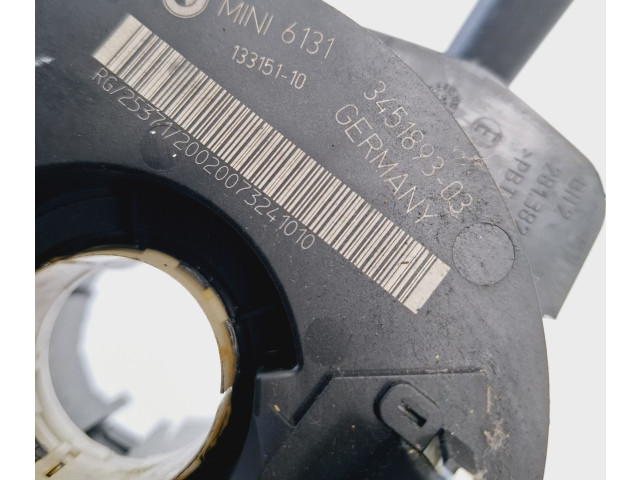 MINI 6131
133151-10
3451893-03
GERMANY
RG/25371/20020073241010
>PBT